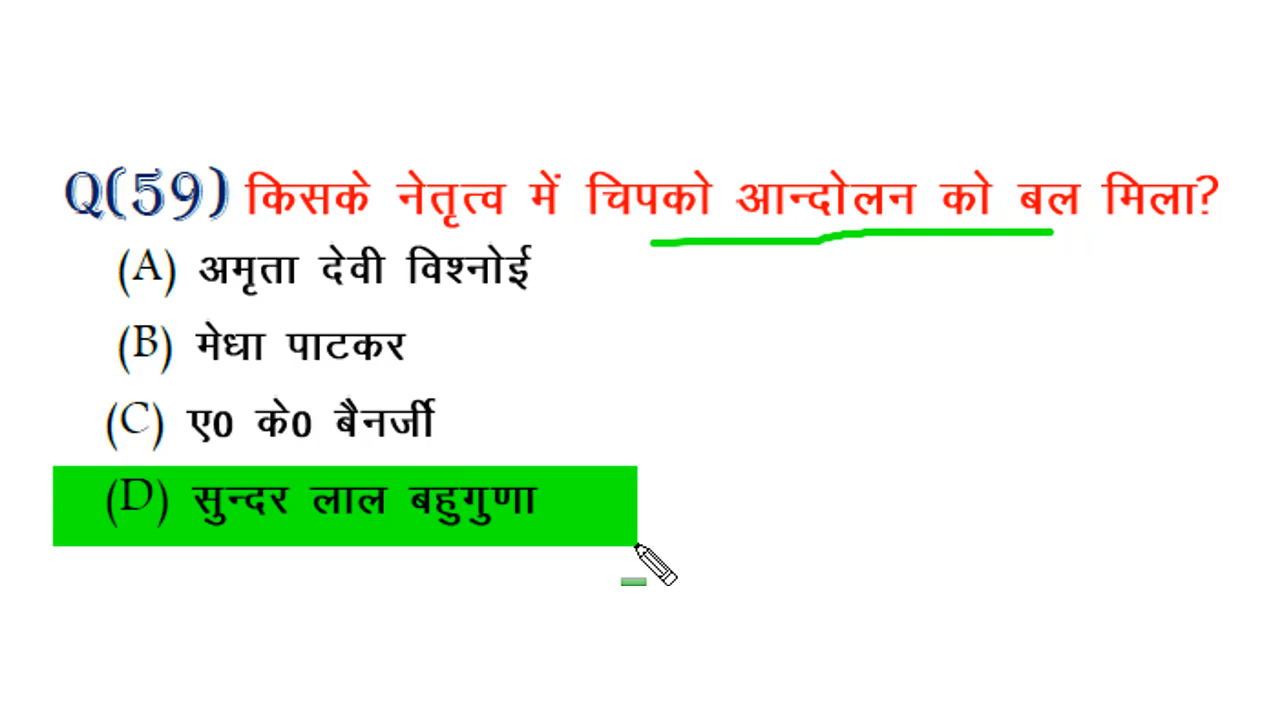 Q(59) किसके नेतृत्व में चिपको आन्दोलन को बल मिला?
(A) अमृता देवी विश्नोई
(B) मेधा पाटकर
(C) ए0 के0 बैनर्जी
(D) सुन्दर लाल बहुगुणा